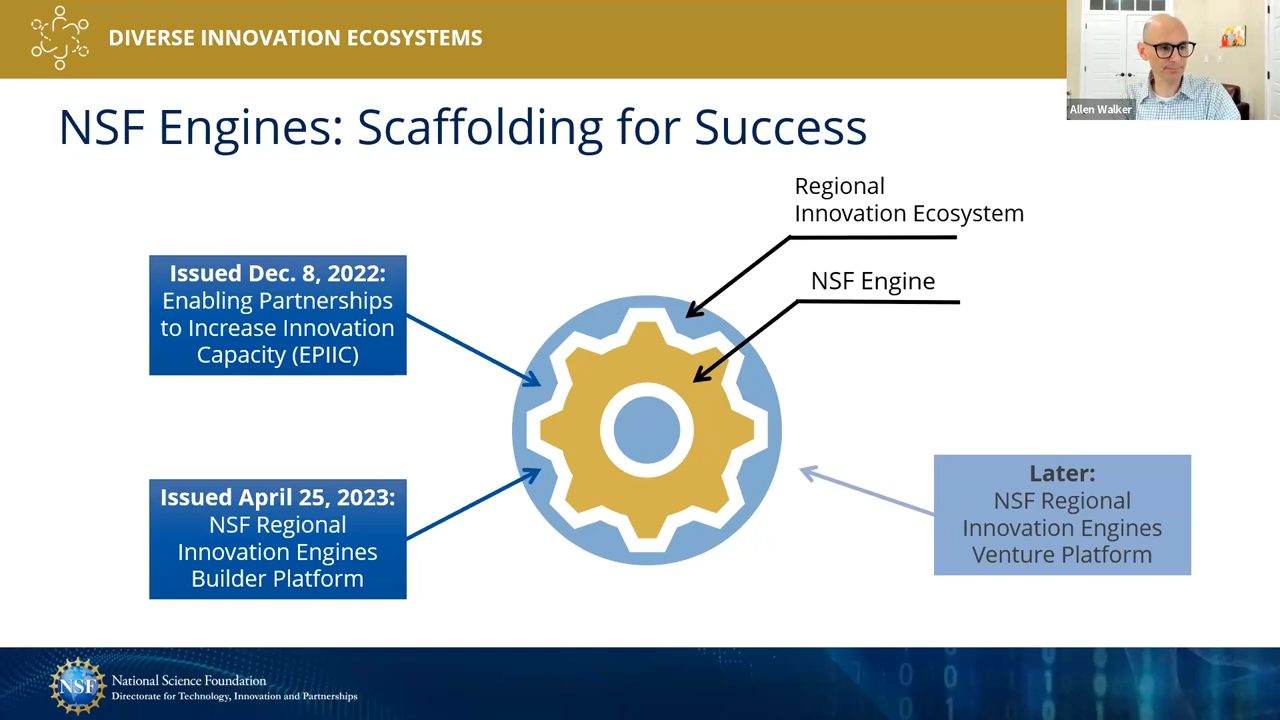 DIVERSE INNOVATION ECOSYSTEMS
Allen Walker
NSF Engines: Scaffolding for Success
Regional
Innovation Ecosystem
NSF Engine
Issued Dec. 8, 2022:
Enabling Partnerships
to Increase Innovation
Capacity (EPIIC)
Issued April 25, 2023:
NSF Regional
Innovation Engines
Builder Platform
Later:
NSF Regional
Innovation Engines
Venture Platform
NSF
National Science Foundation
Directorate for Technology, Innovation and Partnerships